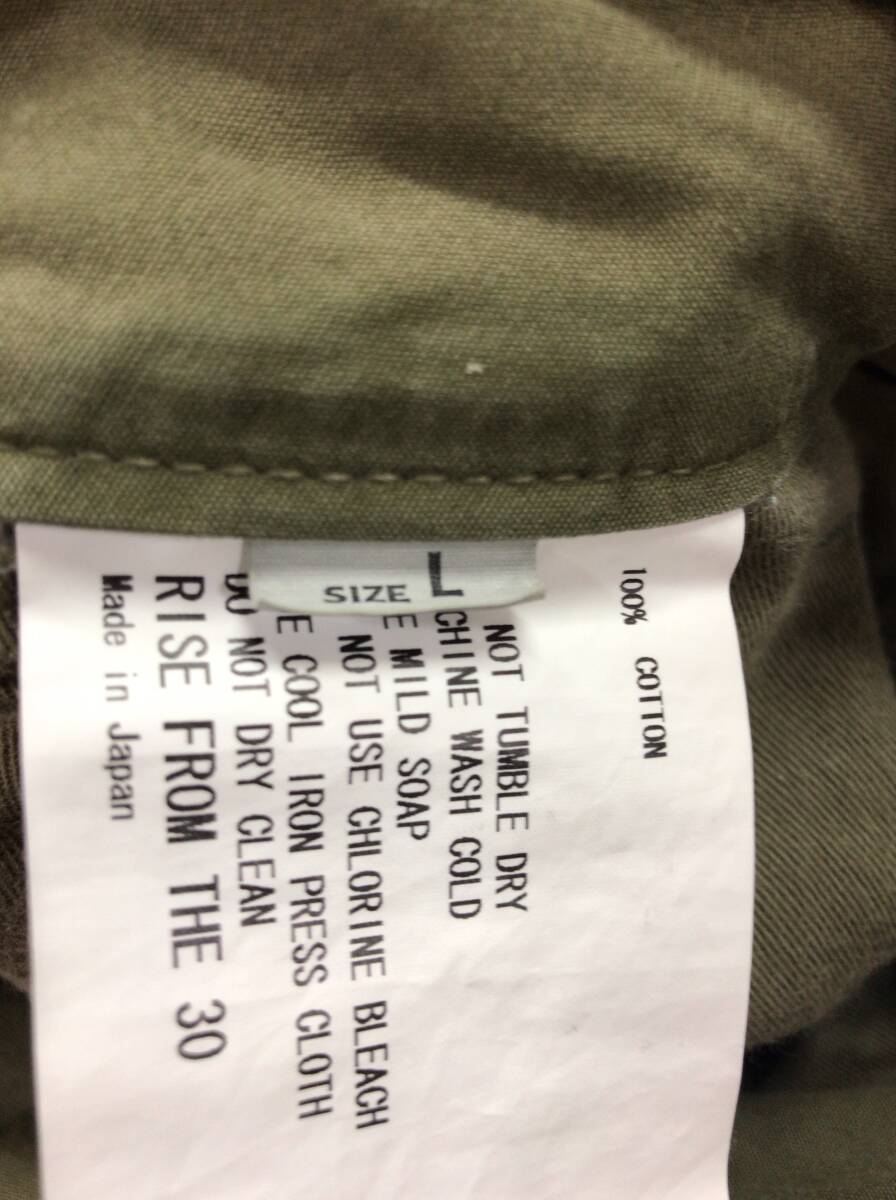 100% COTTON
NOT TUMBLE DRY
CHINE WASH COLD
E MILD SOAP
NOT USE CHLORINE BLEACH
E COOL IRON PRESS CLOTH
DO NOT DRY CLEAN
RISE FROM THE 30
Made in Japan
L
SIZE